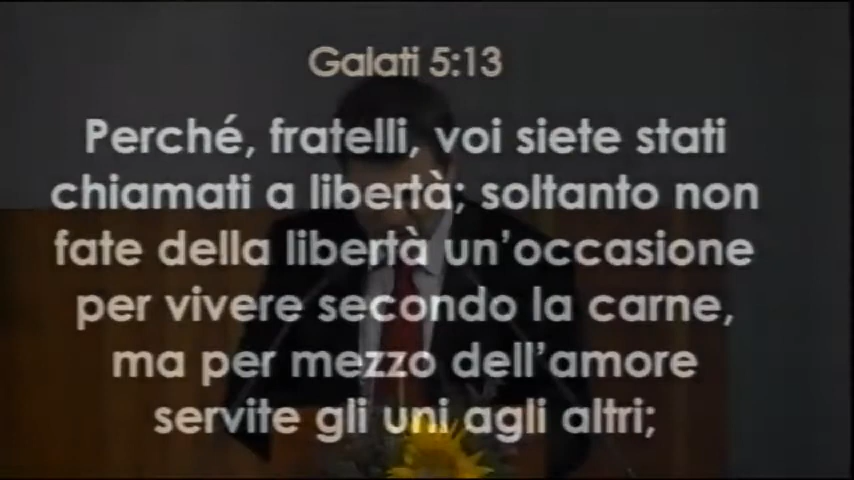 Galati 5:13
Perché, fratelli, voi siete stati
chiamati a libertà; soltanto non
fate della libertà un'occasione
per vivere secondo la carne,
ma per mezzo dell'amore
servite gli uni agli altri;